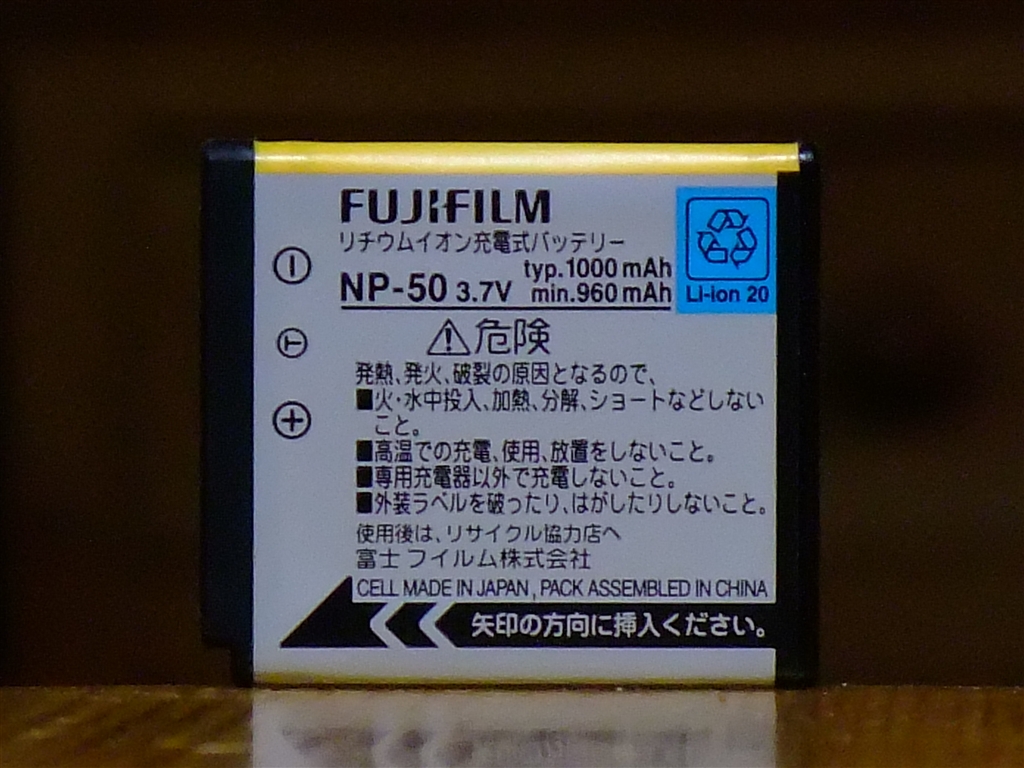 FUJIFILM
リチウムイオン充電式バッテリー
typ.1000 mAh
NP-50 3.7V min.960 mAh
Li-ion 20
危険
発熱、発火、破裂の原因となるので、
■火・水中投入、加熱、分解、ショートなどしない
こと。
■高温での充電、使用、放置をしないこと。
■専用充電器以外で充電しないこと。
■外装ラベルを破ったり、はがしたりしないこと。
使用後は、リサイクル協力店へ
富士フイルム株式会社
CELL MADE IN JAPAN, PACK ASSEMBLED IN CHINA
矢印の方向に挿入ください。